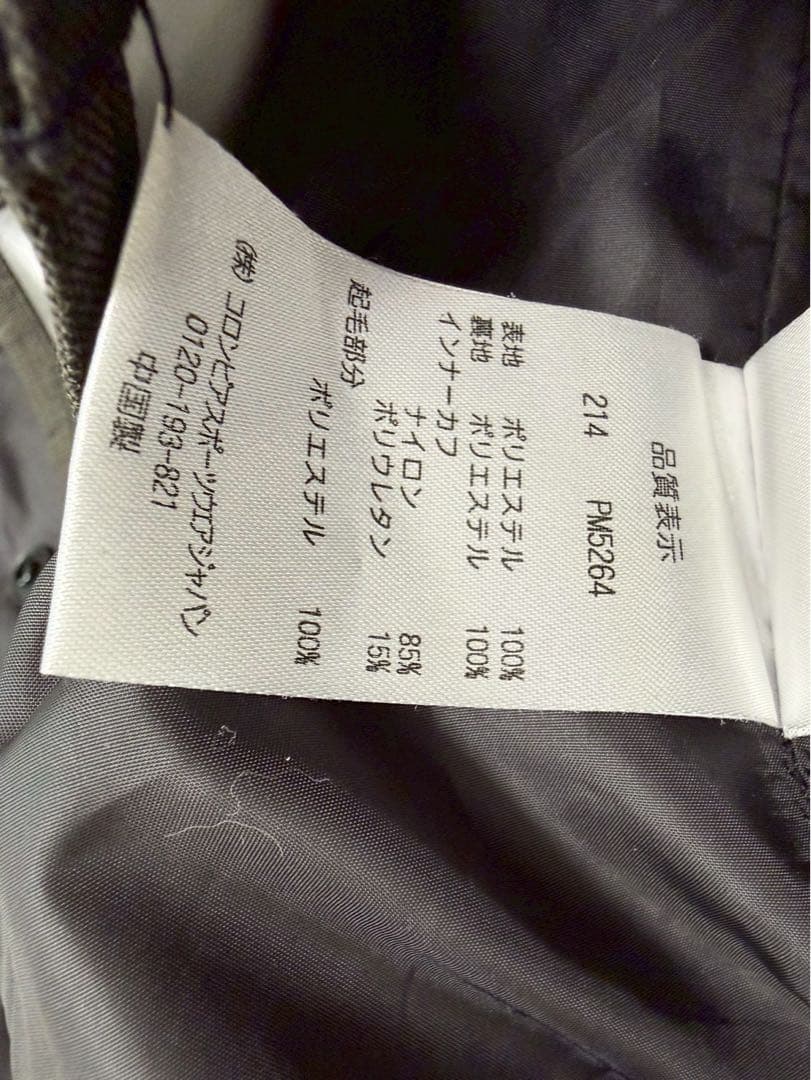 品質表示
214 PM5264
表地 ポリエステル 100%
裏地 ポリエステル 100%
インナーカフ
ナイロン 85%
ポリウレタン 15%
起毛部分
ポリエステル 100%
(株)コロンビアスポーツウエアジャパン
0120-193-821
中国製